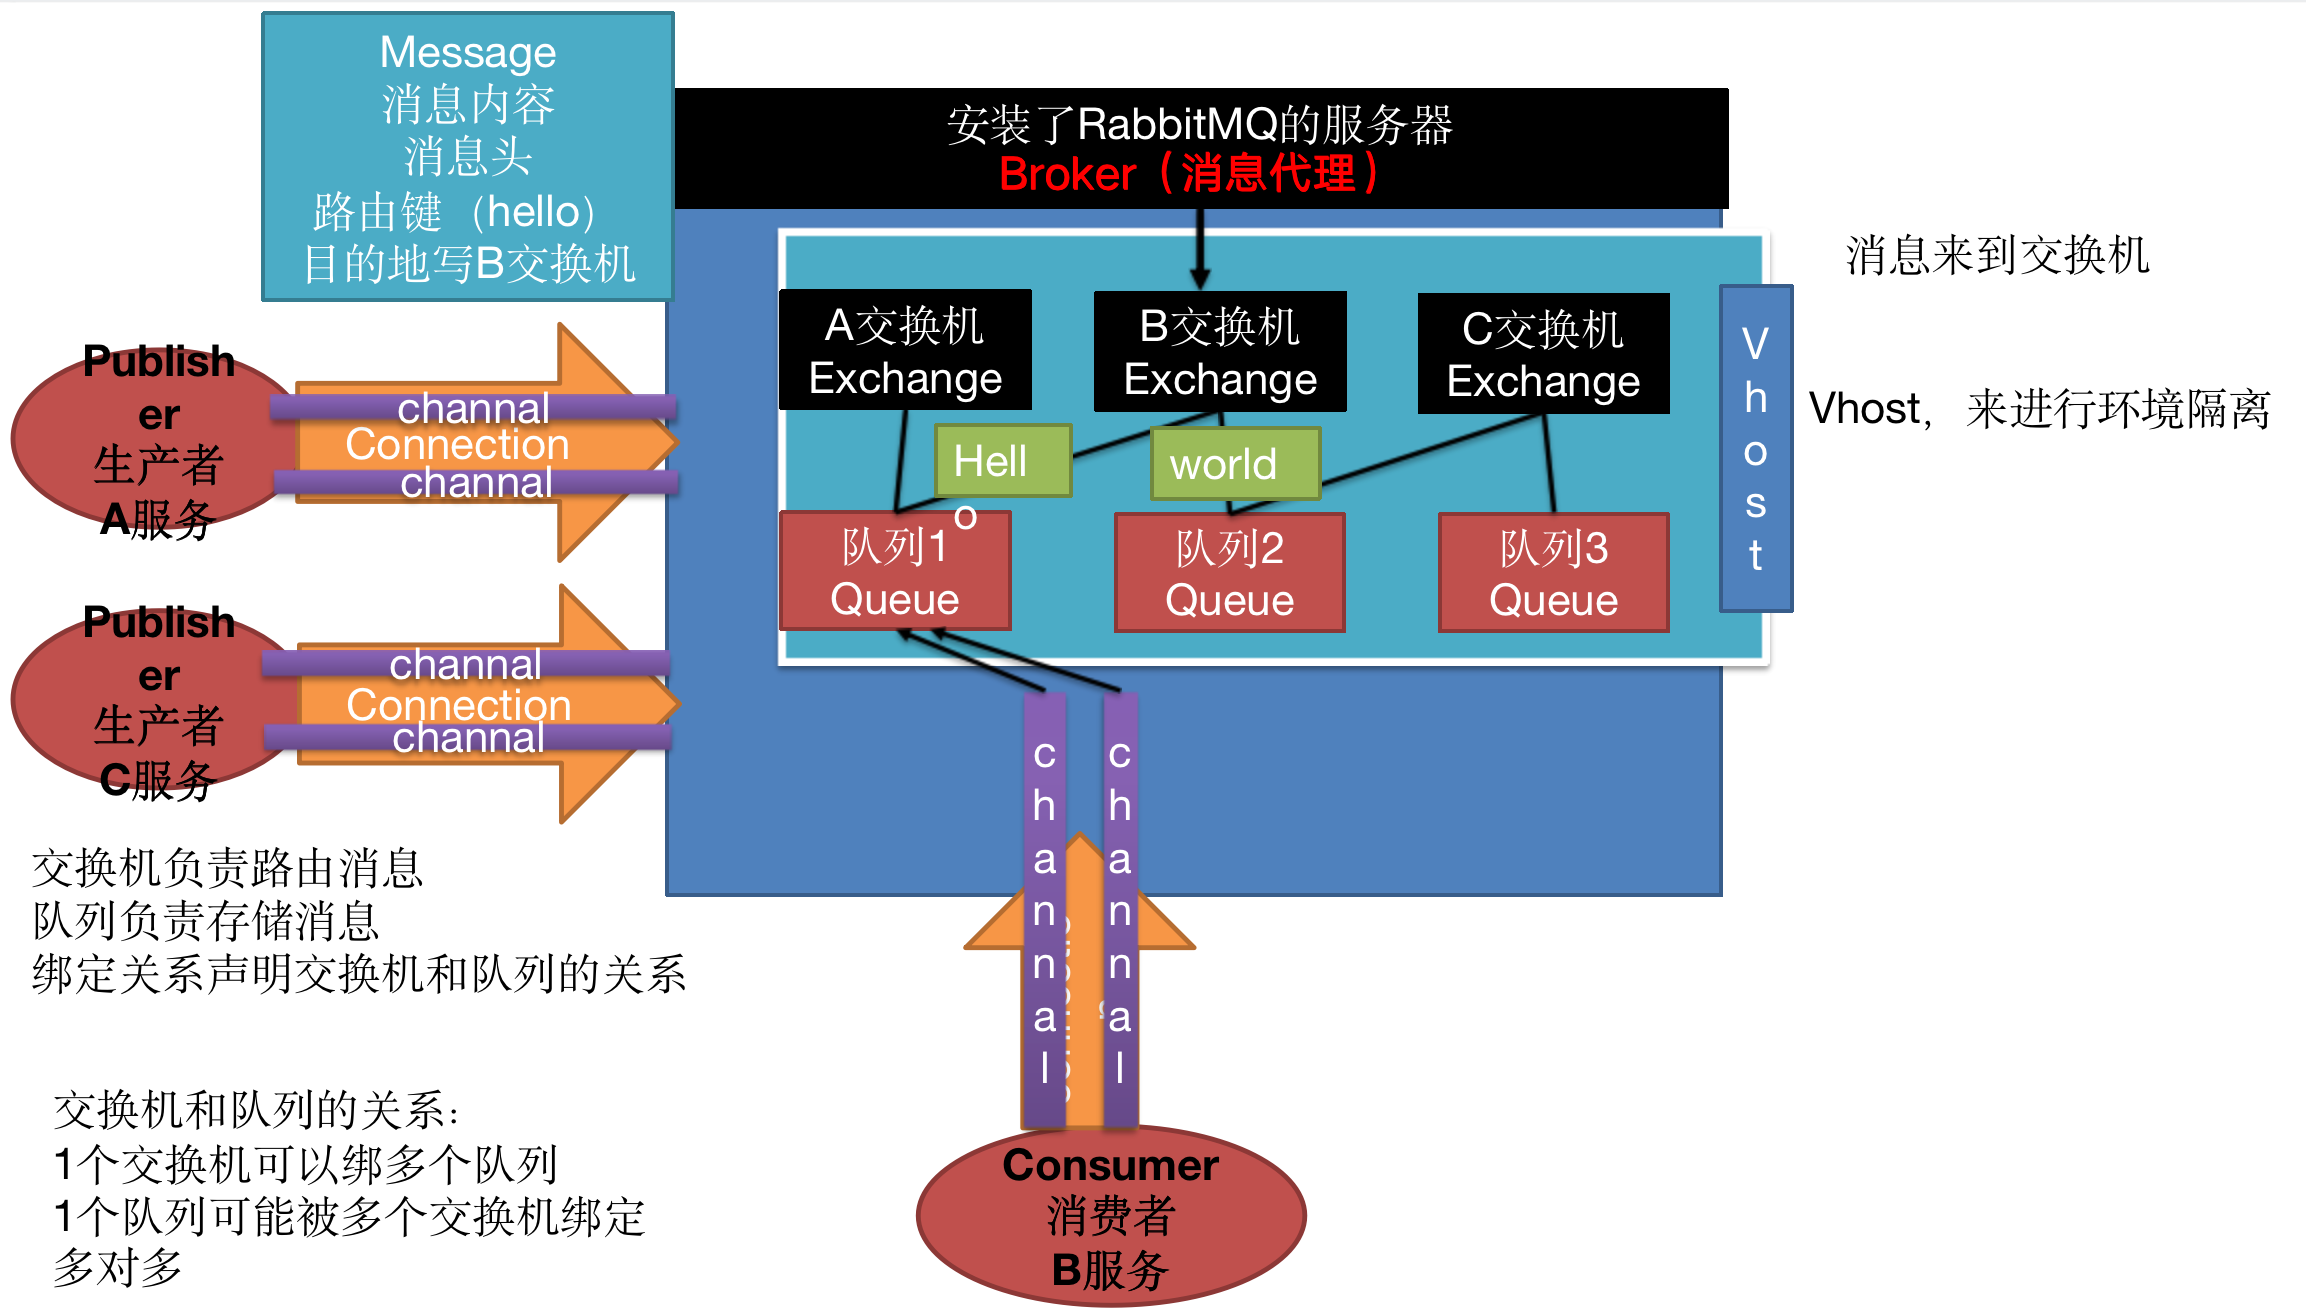 Message
消息内容
消息头
路由键（hello）
目的地写B交换机
安装了RabbitMQ的服务器
Broker（消息代理）
消息来到交换机
A交换机
Exchange
B交换机
Exchange
C交换机
Exchange
V
h
o
s
t
Vhost，来进行环境隔离
Hell
o
world
队列1
Queue
队列2
Queue
队列3
Queue
Publish
er
生产者
A服务
channal
Connection
channal
Publish
er
生产者
C服务
channal
Connection
channal
c
h
a
n
n
a
l
c
h
a
n
n
a
l
交换机负责路由消息
队列负责存储消息
绑定关系声明交换机和队列的关系
交换机和队列的关系：
1个交换机可以绑多个队列
1个队列可能被多个交换机绑定
多对多
Consumer
消费者
B服务